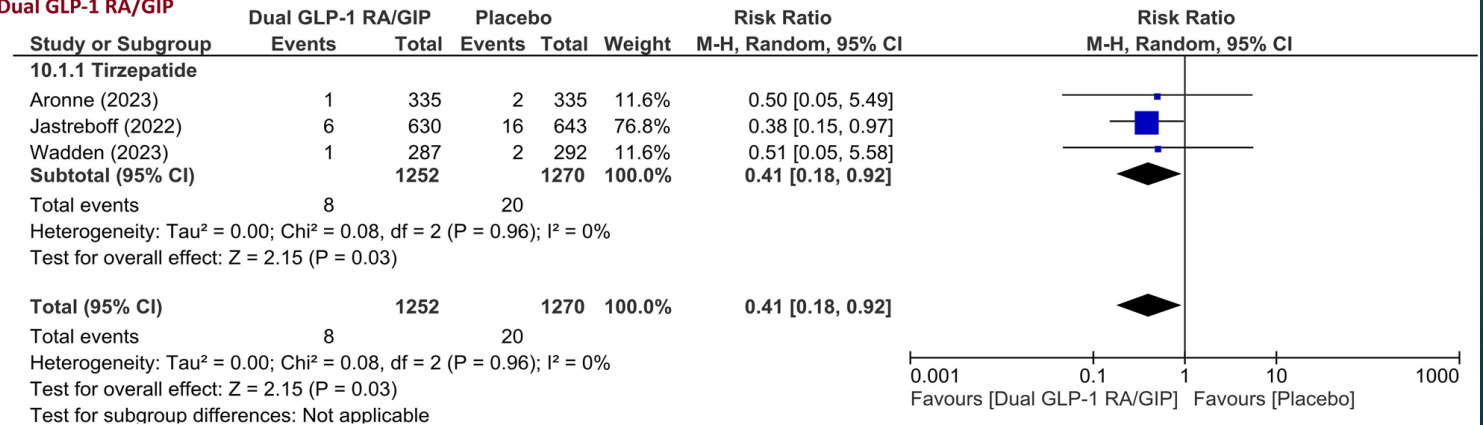 Dual GLP-1 RA/GIP
Dual GLP-1 RA/GIP Placebo Risk Ratio Risk Ratio
Study or Subgroup Events Total Events Total Weight M-H, Random, 95% CI M-H, Random, 95% CI
10.1.1 Tirzepatide
Aronne (2023) 1 335 2 335 11.6% 0.50 [0.05, 5.49]
Jastreboff (2022) 6 630 16 643 76.8% 0.38 [0.15, 0.97]
Wadden (2023) 1 287 2 292 11.6% 0.51 [0.05, 5.58]
Subtotal (95% CI) 1252 1270 100.0% 0.41 [0.18, 0.92]
Total events 8 20
Heterogeneity: Tau² = 0.00; Chi² = 0.08, df = 2 (P = 0.96); I² = 0%
Test for overall effect: Z = 2.15 (P = 0.03)
Total (95% CI) 1252 1270 100.0% 0.41 [0.18, 0.92]
Total events 8 20
Heterogeneity: Tau² = 0.00; Chi² = 0.08, df = 2 (P = 0.96); I² = 0%
Test for overall effect: Z = 2.15 (P = 0.03)
Test for subgroup differences: Not applicable
0.001 0.1 1 10 1000
Favours [Dual GLP-1 RA/GIP] Favours [Placebo]